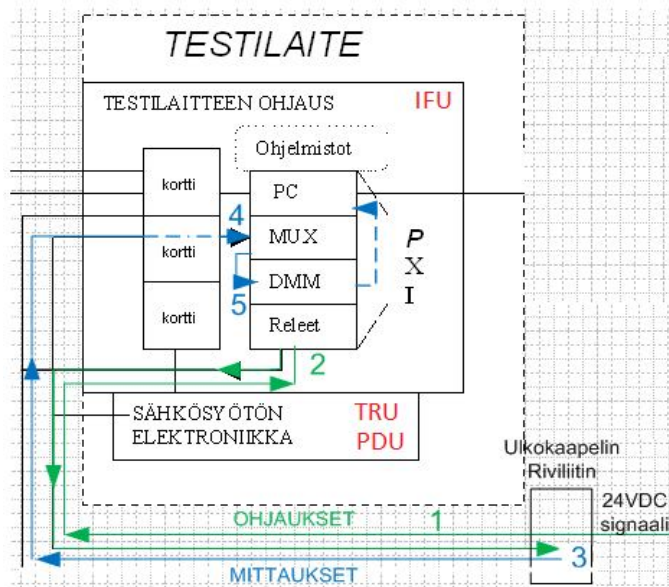 TESTILAITE
TESTILAITTEEN OHJAUS
IFU
Ohjelmistot
kortti
PC
4
kortti
MUX
P
X
I
5
DMM
kortti
Releet
2
SÄHKÖSYÖTÖN
ELEKTRONIIKKA
TRU
PDU
Ulkokaapelin
Riviliitin
24VDC
signaali
OHJAUKSET
1
3
MITTAUKSET